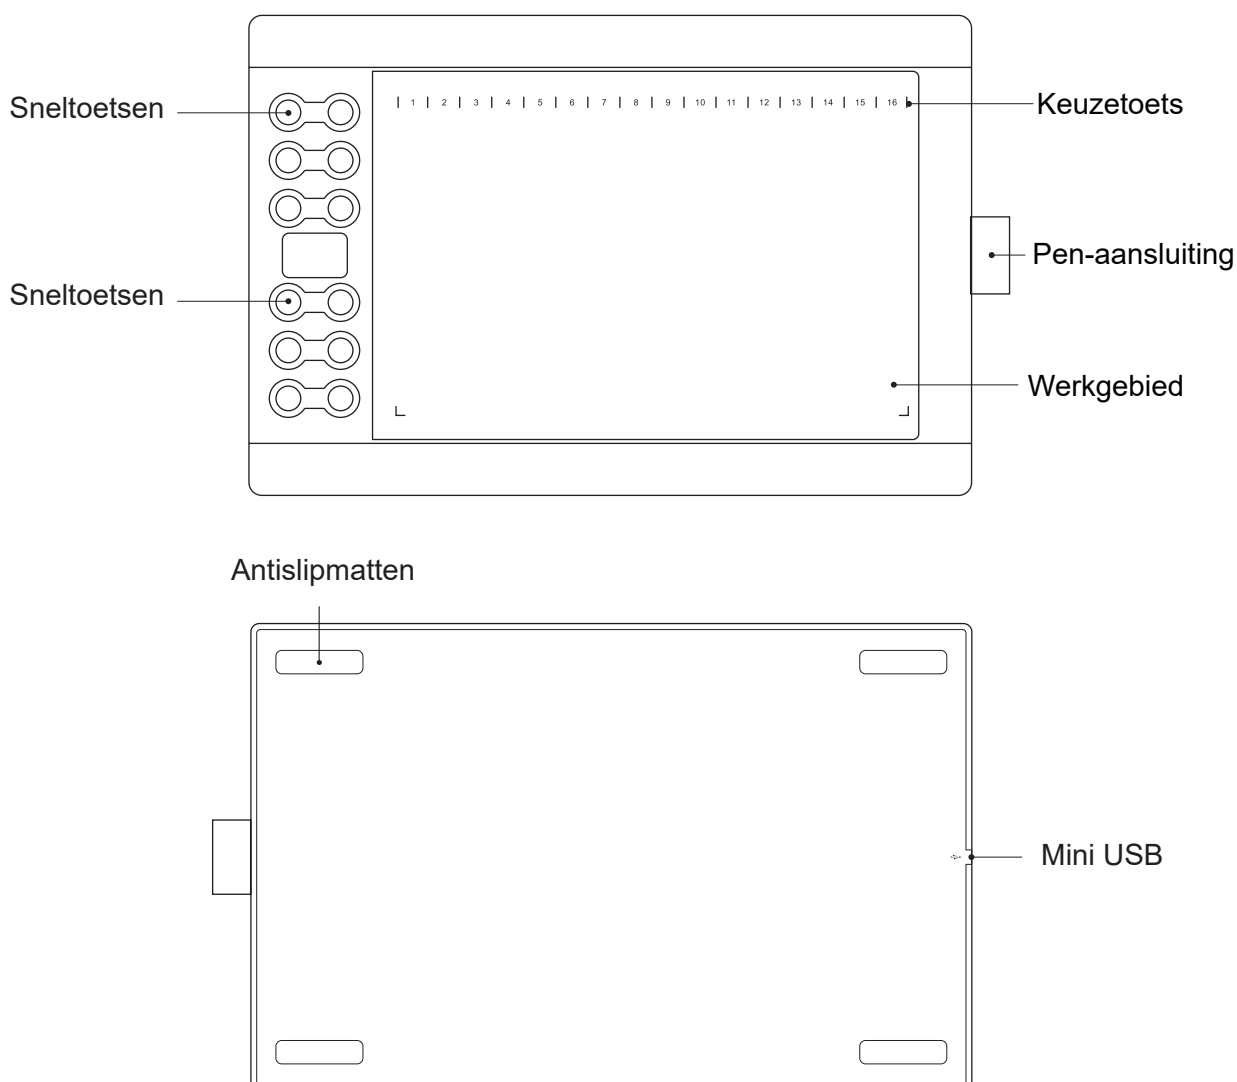 Sneltoetsen
1 2 3 4 5 6 7 8 9 10 11 12 13 14 15 16
Keuzetoets
Pen-aansluiting
Sneltoetsen
Werkgebied
Antislipmatten
Mini USB